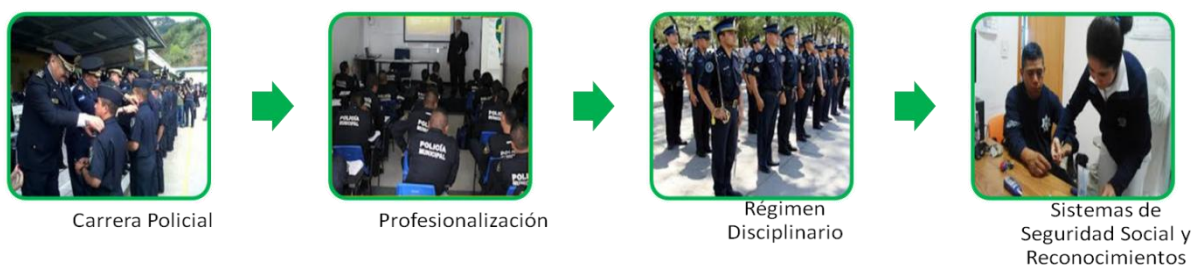 POLICÍA
MUNICIPAL
POLICÍA
MUNICIPAL
Carrera Policial
Profesionalización
Régimen
Disciplinario
Sistemas de
Seguridad Social y
Reconocimientos